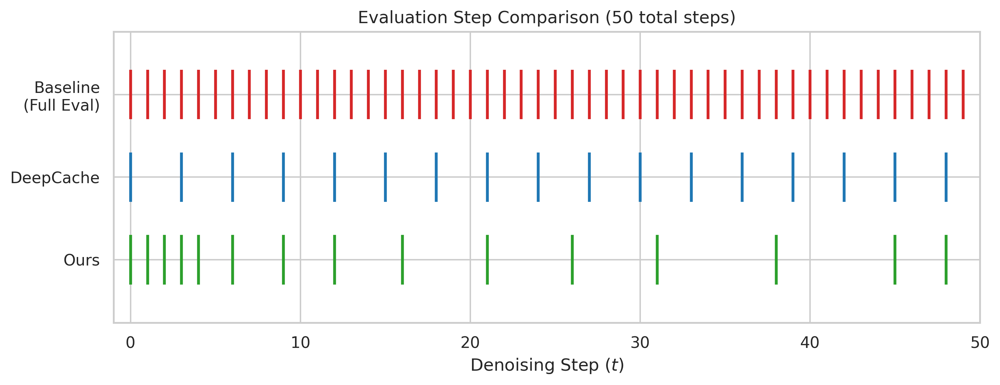 Evaluation Step Comparison (50 total steps)
Baseline
(Full Eval)
DeepCache
Ours
0 10 20 30 40 50
Denoising Step (t)